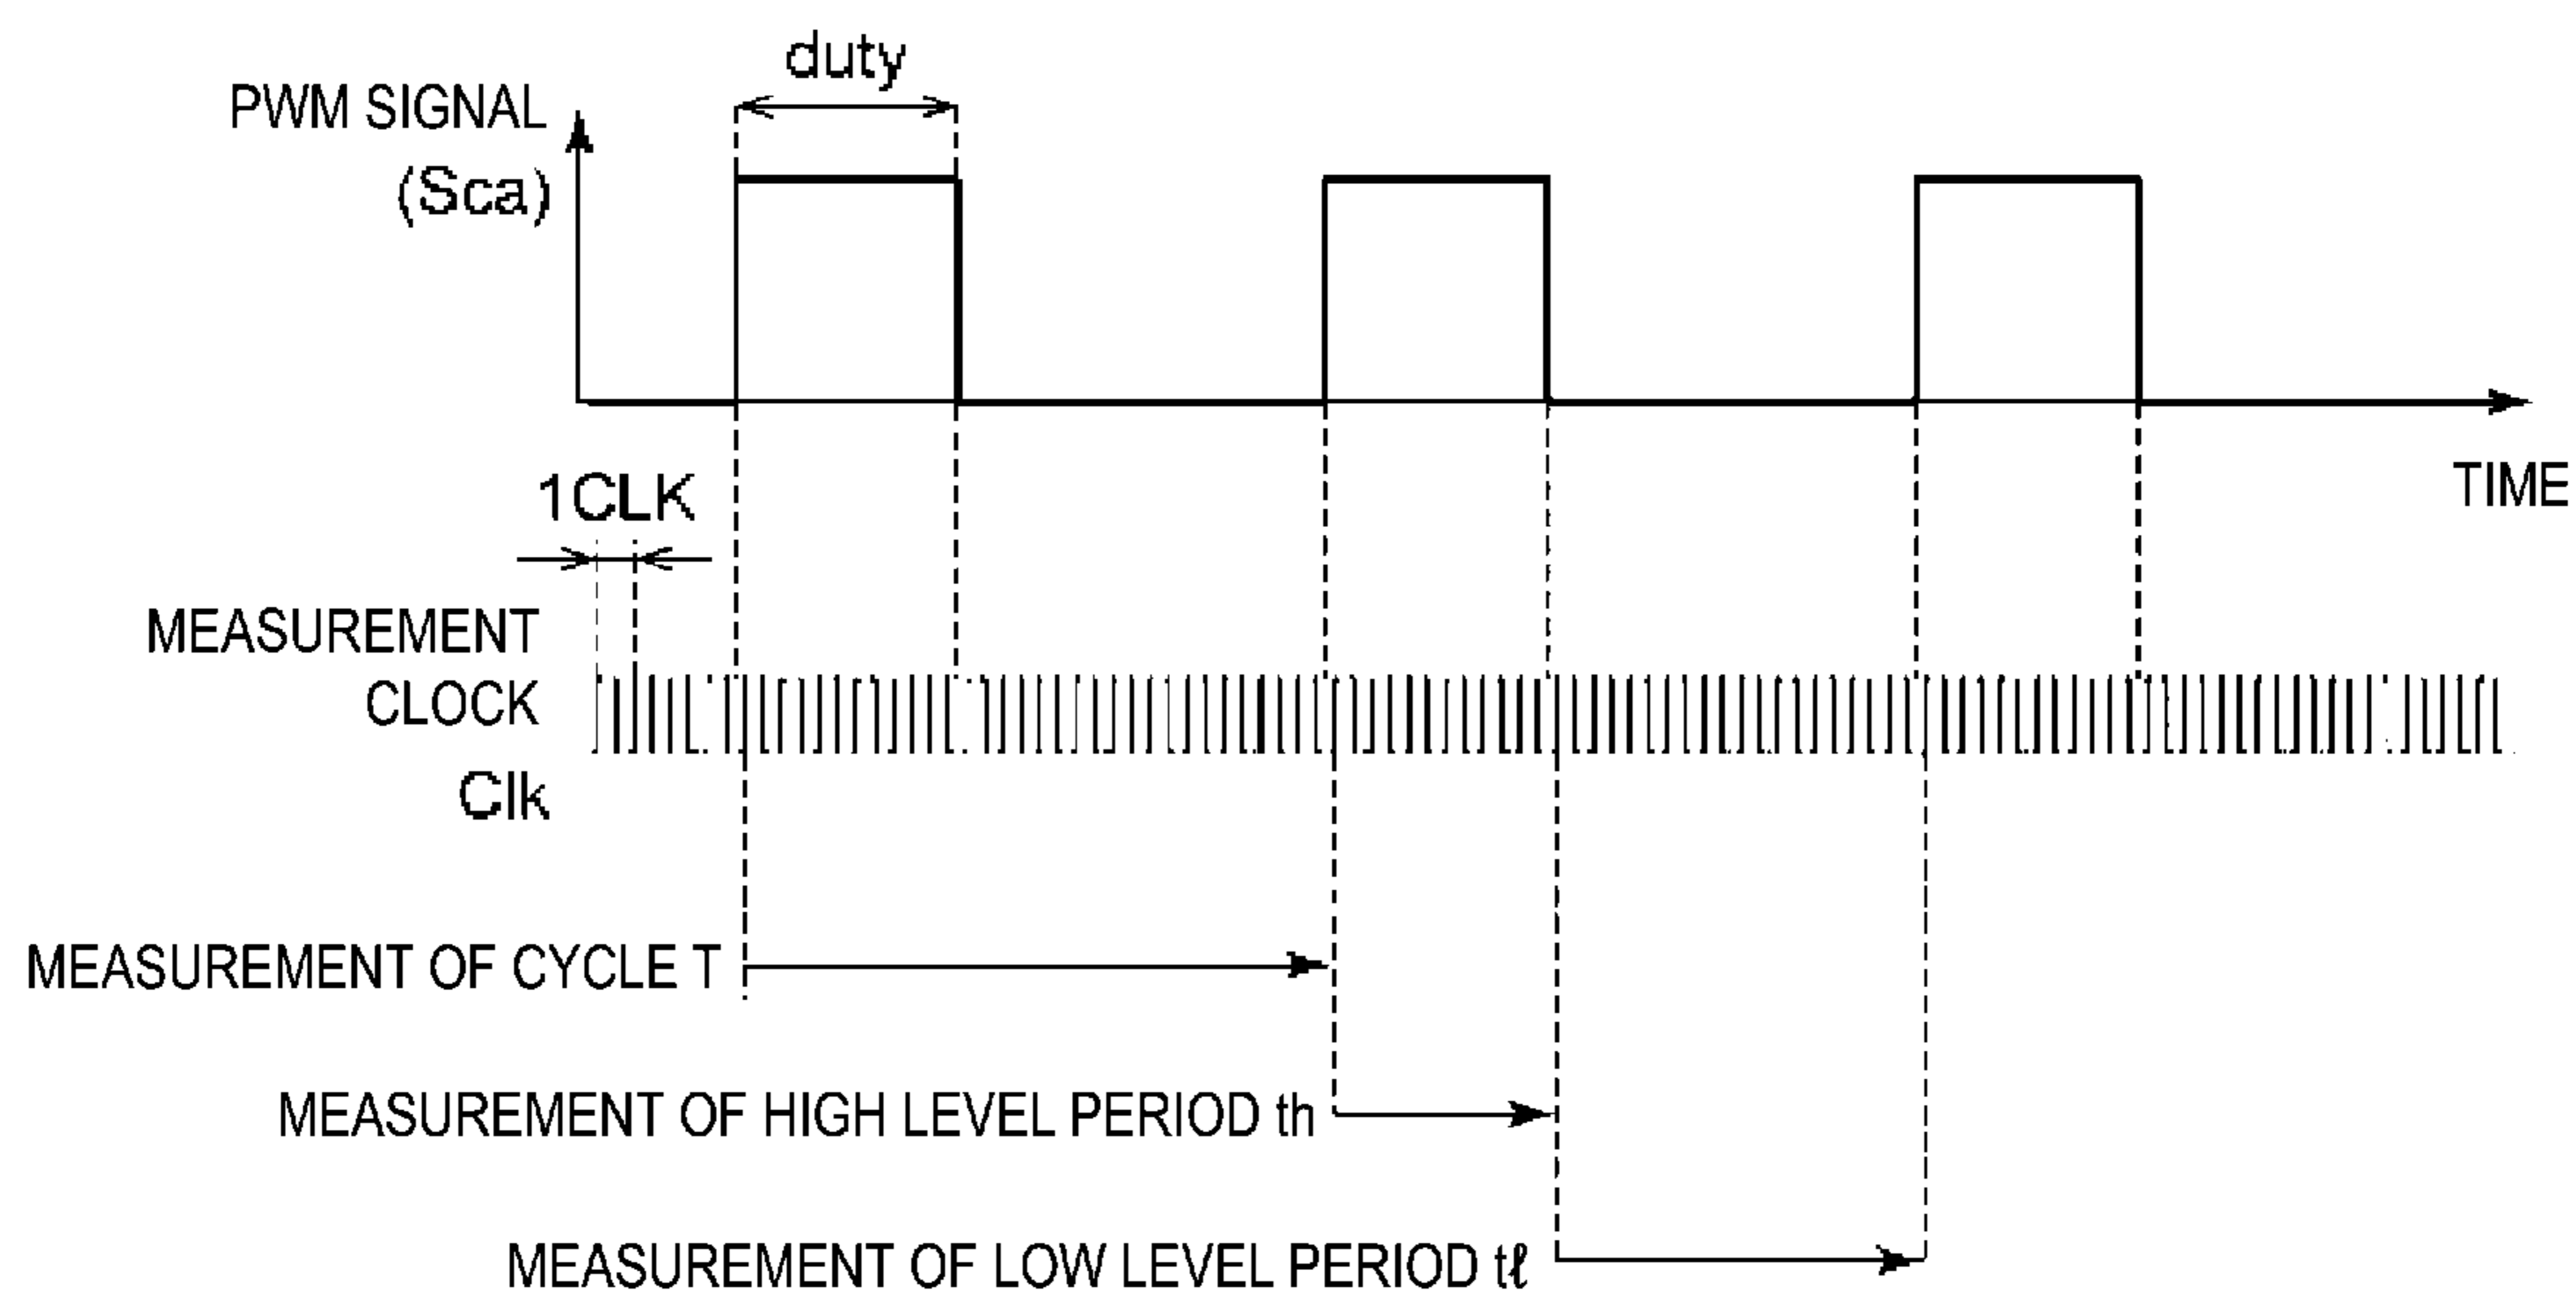 duty
PWM SIGNAL
(Sca)
TIME
1CLK
MEASUREMENT
CLOCK
Clk
MEASUREMENT OF CYCLE T
MEASUREMENT OF HIGH LEVEL PERIOD th
MEASUREMENT OF LOW LEVEL PERIOD tℓ